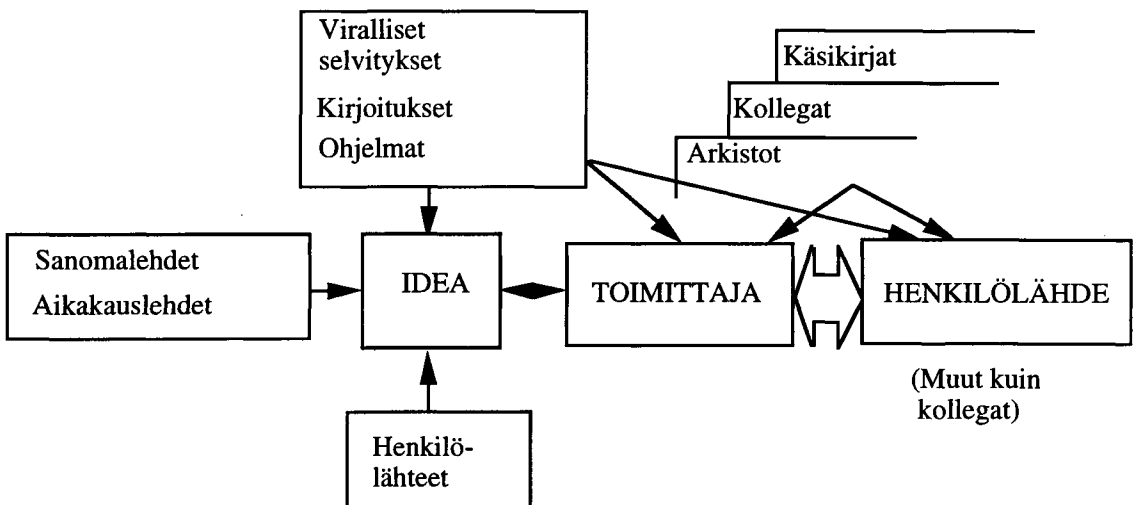 Viralliset
selvitykset
Kirjoitukset
Ohjelmat
Käsikirjat
Kollegat
Arkistot
Sanomalehdet
Aikakauslehdet
IDEA
TOIMITTAJA
HENKILÖLÄHDE
(Muut kuin
kollegat)
Henkilö-
lähteet